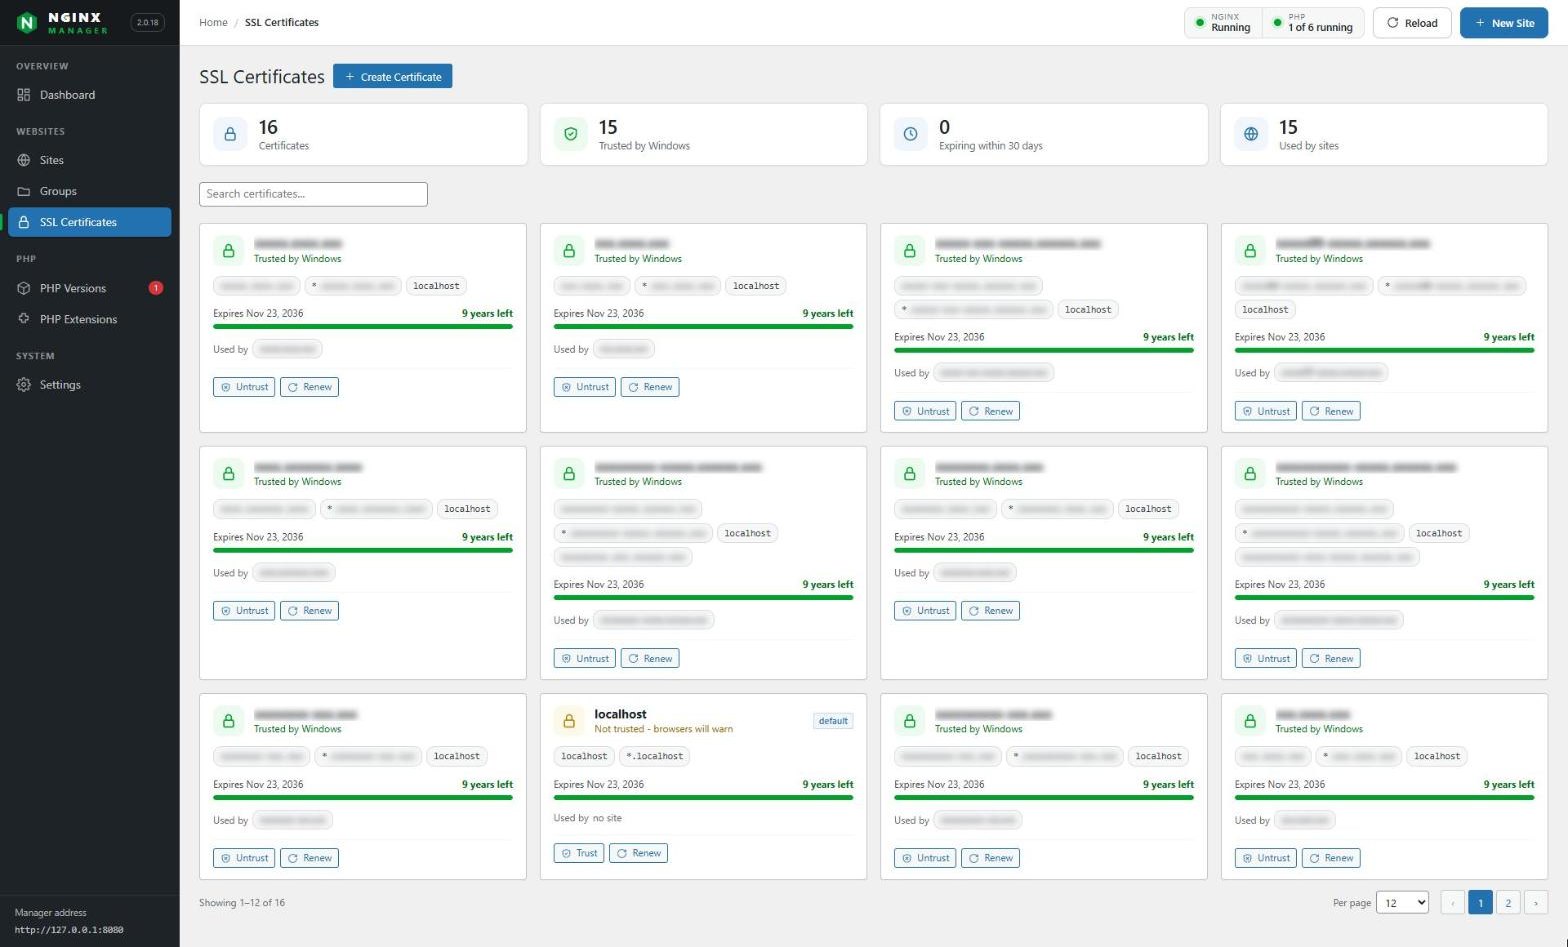 NGINX
MANAGER
2.0.18
OVERVIEW
Dashboard
WEBSITES
Sites
Groups
SSL Certificates
PHP
PHP Versions 1
PHP Extensions
SYSTEM
Settings
Manager address
http://127.0.0.1:8080
Home / SSL Certificates
NGINX
Running
PHP
1 of 6 running
Reload
+ New Site
SSL Certificates
+ Create Certificate
16
Certificates
15
Trusted by Windows
0
Expiring within 30 days
15
Used by sites
Search certificates...
Trusted by Windows
* localhost
Expires Nov 23, 2036 9 years left
Used by
Untrust Renew
Trusted by Windows
* localhost
Expires Nov 23, 2036 9 years left
Used by
Untrust Renew
Trusted by Windows
* localhost
Expires Nov 23, 2036 9 years left
Used by
Untrust Renew
Trusted by Windows
*
localhost
Expires Nov 23, 2036 9 years left
Used by
Untrust Renew
Trusted by Windows
* localhost
Expires Nov 23, 2036 9 years left
Used by
Untrust Renew
Trusted by Windows
* localhost
Expires Nov 23, 2036 9 years left
Used by
Untrust Renew
Trusted by Windows
* localhost
Expires Nov 23, 2036 9 years left
Used by
Untrust Renew
Trusted by Windows
* localhost
Expires Nov 23, 2036 9 years left
Used by
Untrust Renew
Trusted by Windows
* localhost
Expires Nov 23, 2036 9 years left
Used by
Untrust Renew
localhost default
Not trusted - browsers will warn
localhost *.localhost
Expires Nov 23, 2036 9 years left
Used by no site
Trust Renew
Trusted by Windows
* localhost
Expires Nov 23, 2036 9 years left
Used by
Untrust Renew
Trusted by Windows
* localhost
Expires Nov 23, 2036 9 years left
Used by
Untrust Renew
Showing 1–12 of 16
Per page 12 ‹ 1 2 ›